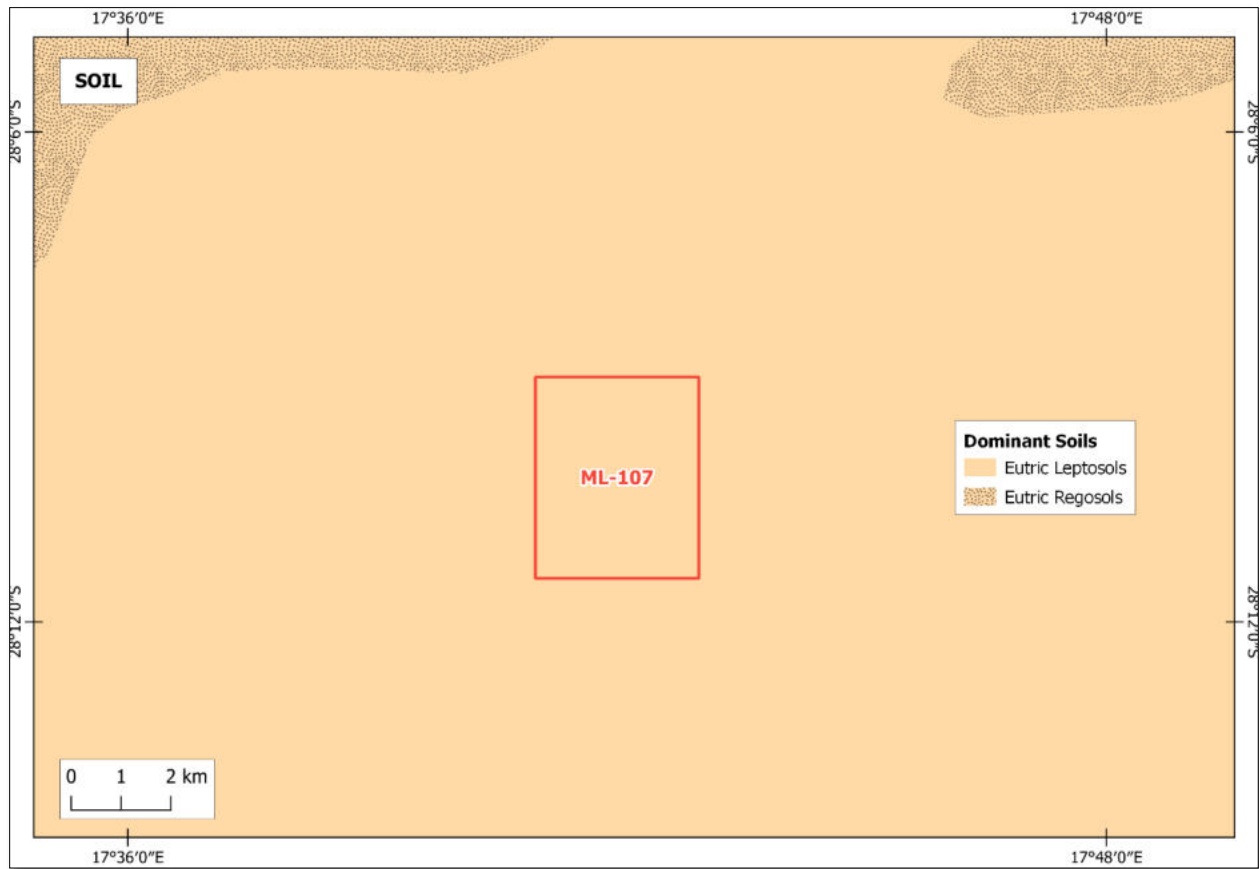 17°36′0″E
17°48′0″E
SOIL
28°6′0″S
28°6′0″S
ML-107
Dominant Soils
Eutric Leptosols
Eutric Regosols
28°12′0″S
28°12′0″S
0 1 2 km
17°36′0″E
17°48′0″E